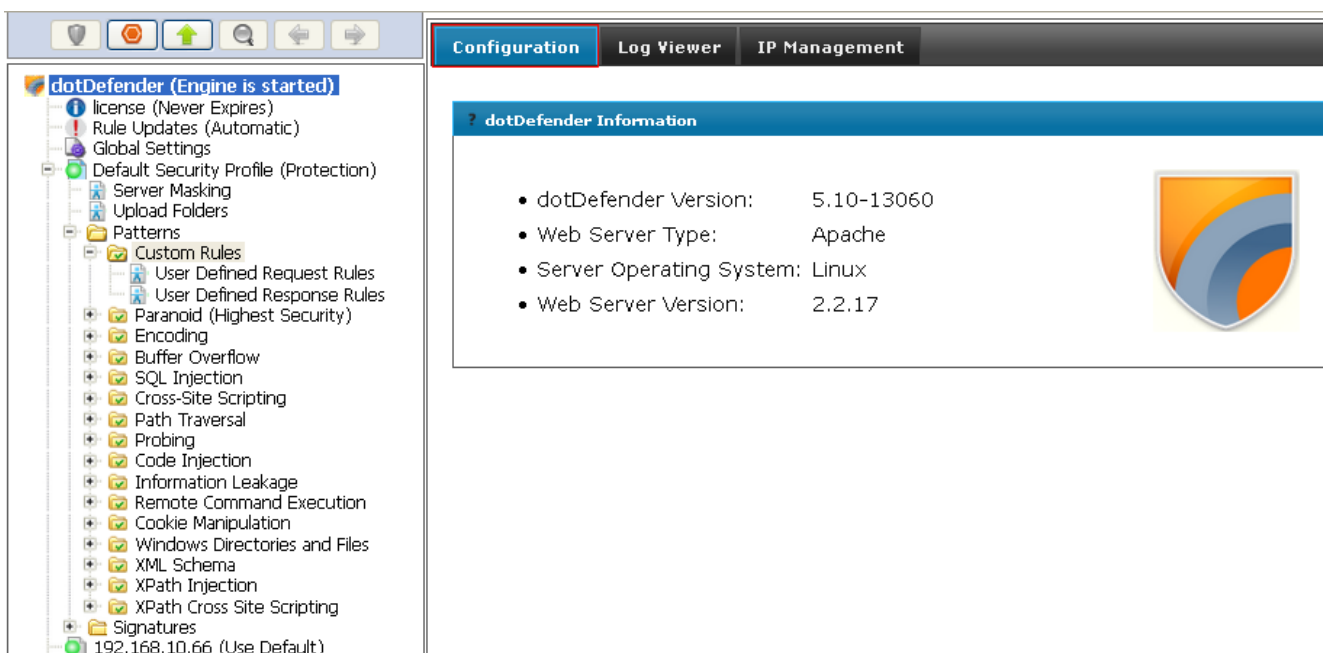 Configuration
Log Viewer
IP Management
dotDefender (Engine is started)
license (Never Expires)
Rule Updates (Automatic)
Global Settings
Default Security Profile (Protection)
Server Masking
Upload Folders
Patterns
Custom Rules
User Defined Request Rules
User Defined Response Rules
Paranoid (Highest Security)
Encoding
Buffer Overflow
SQL Injection
Cross-Site Scripting
Path Traversal
Probing
Code Injection
Information Leakage
Remote Command Execution
Cookie Manipulation
Windows Directories and Files
XML Schema
XPath Injection
XPath Cross Site Scripting
Signatures
192.168.10.66 (Use Default)
? dotDefender Information
• dotDefender Version: 5.10-13060
• Web Server Type: Apache
• Server Operating System: Linux
• Web Server Version: 2.2.17